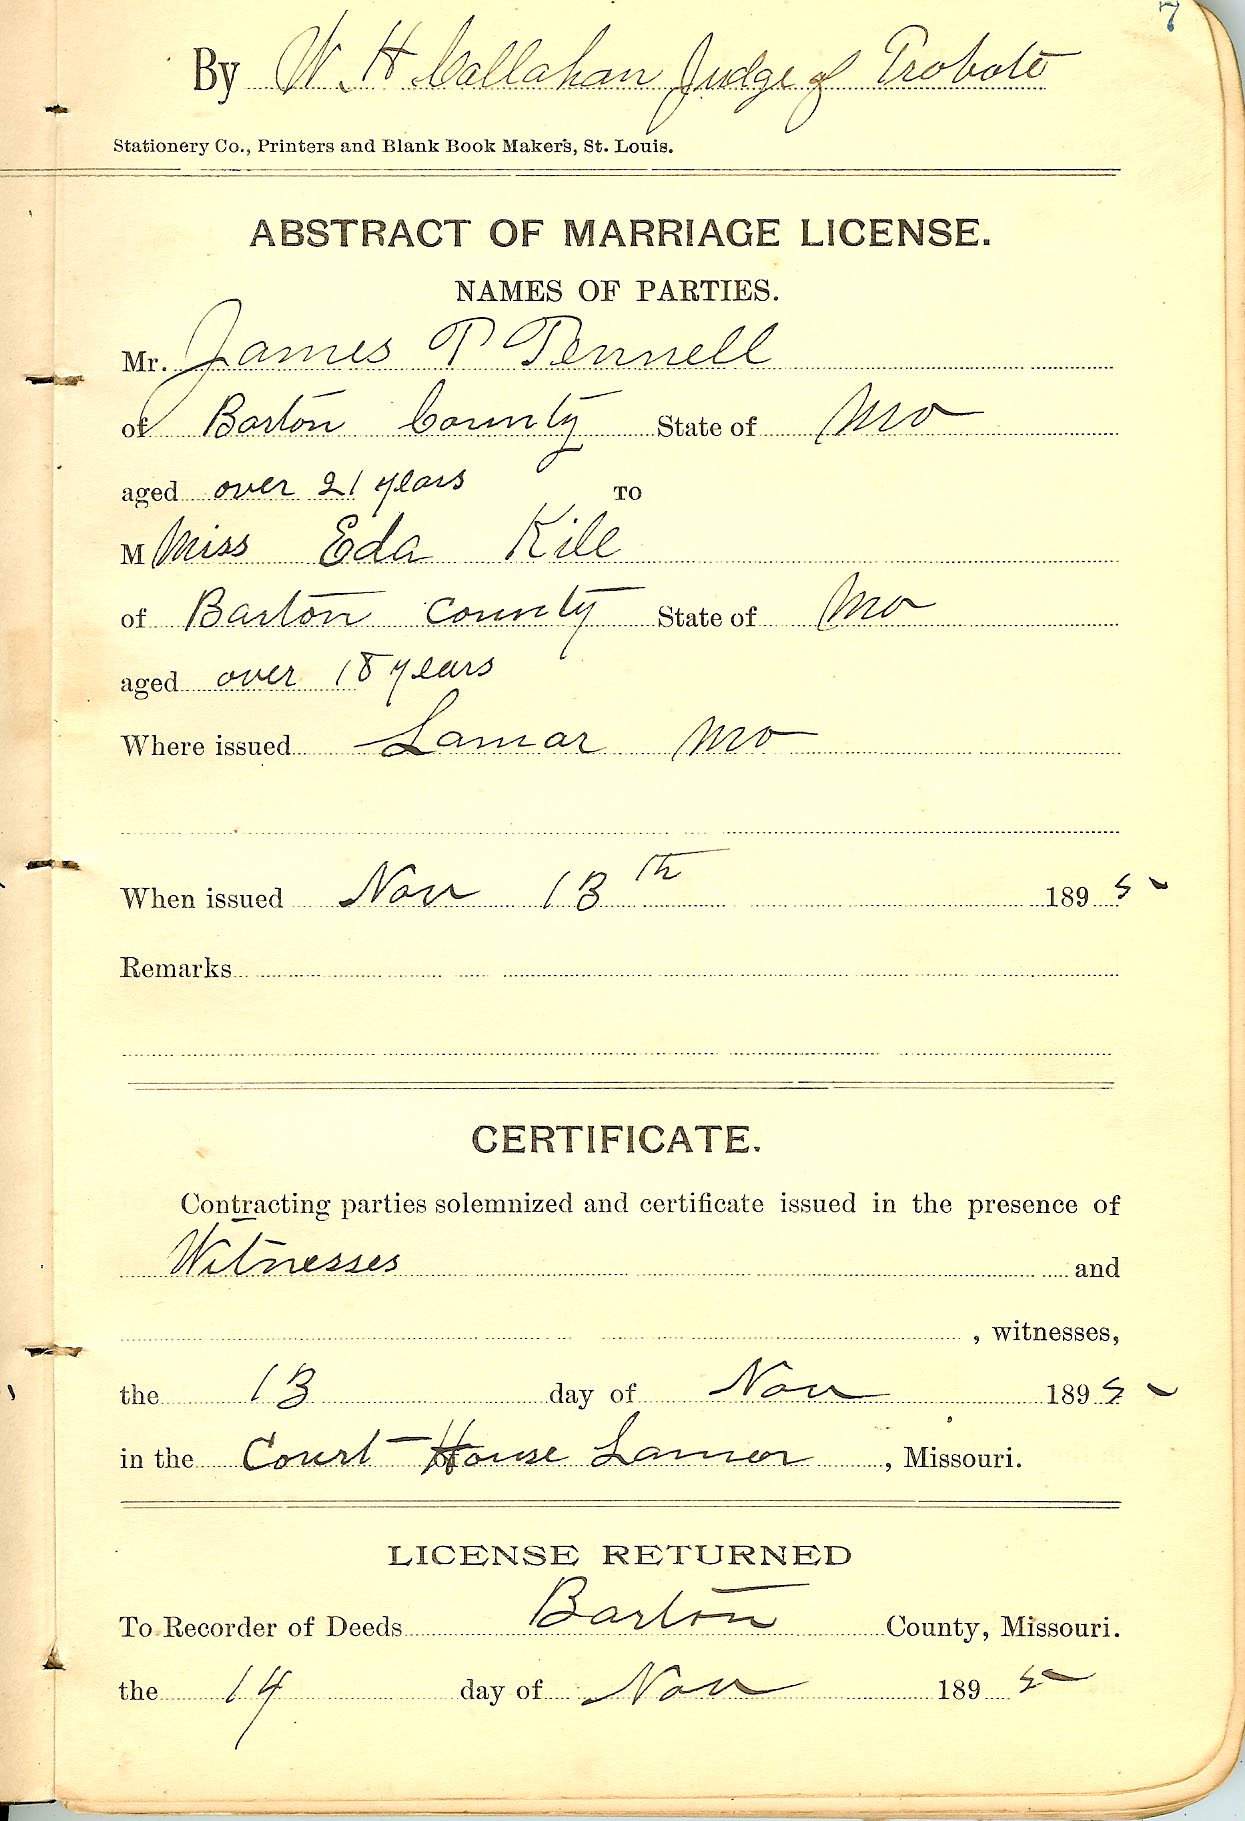 7
By W. H Callahan Judge of Probate
Stationery Co., Printers and Blank Book Makers, St. Louis.
ABSTRACT OF MARRIAGE LICENSE.
NAMES OF PARTIES.
Mr. James P Pennell
of Barton County State of Mo
aged over 21 years TO
M Miss Eda Kile
of Barton County State of Mo
aged over 18 years
Where issued Lamar Mo
When issued Nov 13th 1895
Remarks
CERTIFICATE.
Contracting parties solemnized and certificate issued in the presence of
Witnesses and
, witnesses,
the 13 day of Nov 1895
in the Court House Lamar, Missouri.
LICENSE RETURNED
To Recorder of Deeds Barton County, Missouri.
the 14 day of Nov 1895